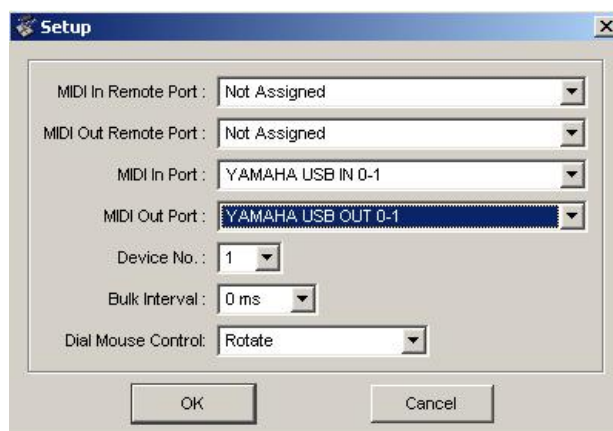 Setup
MIDI In Remote Port : Not Assigned
MIDI Out Remote Port : Not Assigned
MIDI In Port : YAMAHA USB IN 0-1
MIDI Out Port : YAMAHA USB OUT 0-1
Device No. : 1
Bulk Interval : 0 ms
Dial Mouse Control: Rotate
OK Cancel